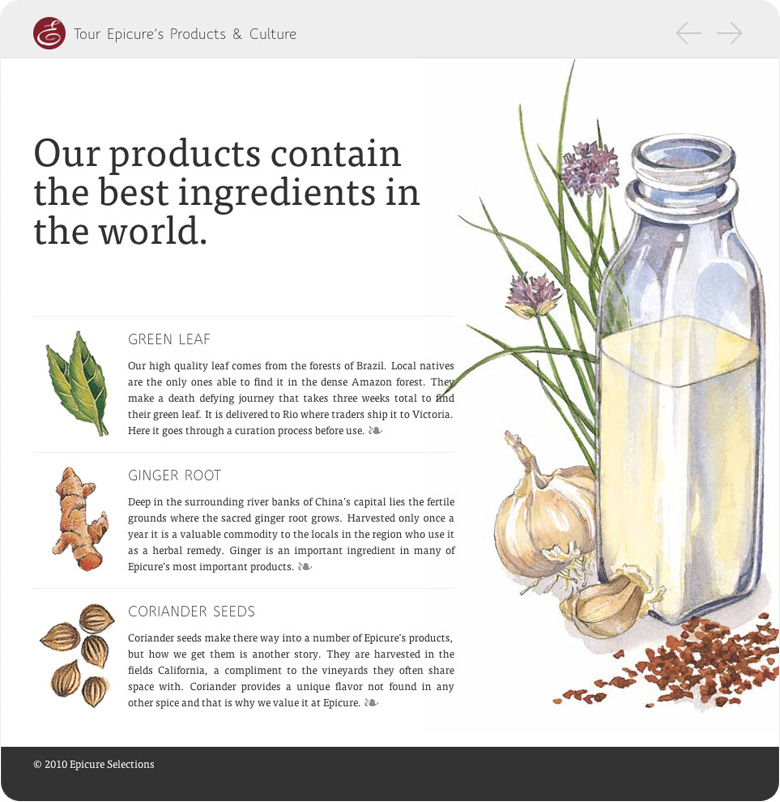 Tour Epicure's Products & Culture
Our products contain
the best ingredients in
the world.
GREEN LEAF
Our high quality leaf comes from the forests of Brazil. Local natives
are the only ones able to find it in the dense Amazon forest. They
make a death defying journey that takes three weeks total to find
their green leaf. It is delivered to Rio where traders ship it to Victoria.
Here it goes through a curation process before use. ❧
GINGER ROOT
Deep in the surrounding river banks of China's capital lies the fertile
grounds where the sacred ginger root grows. Harvested only once a
year it is a valuable commodity to the locals in the region who use it
as a herbal remedy. Ginger is an important ingredient in many of
Epicure's most important products. ❧
CORIANDER SEEDS
Coriander seeds make there way into a number of Epicure's products,
but how we get them is another story. They are harvested in the
fields California, a compliment to the vineyards they often share
space with. Coriander provides a unique flavor not found in any
other spice and that is why we value it at Epicure. ❧
© 2010 Epicure Selections